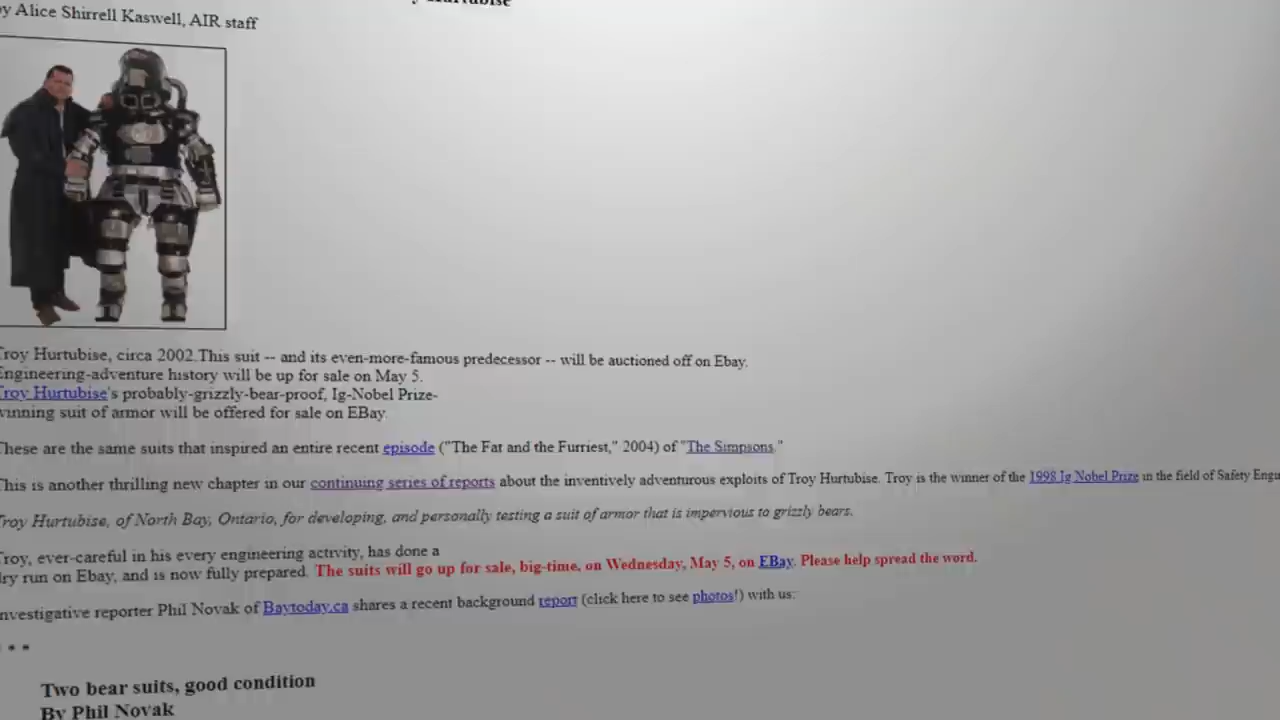 by Alice Shirrell Kaswell, AIR staff
Troy Hurtubise, circa 2002.This suit -- and its even-more-famous predecessor -- will be auctioned off on Ebay.
Engineering-adventure history will be up for sale on May 5.
Troy Hurtubise's probably-grizzly-bear-proof, Ig-Nobel Prize-
winning suit of armor will be offered for sale on EBay.
These are the same suits that inspired an entire recent episode ("The Fat and the Furriest," 2004) of "The Simpsons."
This is another thrilling new chapter in our continuing series of reports about the inventively adventurous exploits of Troy Hurtubise. Troy is the winner of the 1998 Ig Nobel Prize in the field of Safety
Troy Hurtubise, of North Bay, Ontario, for developing, and personally testing a suit of armor that is impervious to grizzly bears.
Troy, ever-careful in his every engineering activity, has done a
dry run on Ebay, and is now fully prepared. The suits will go up for sale, big-time, on Wednesday, May 5, on EBay. Please help spread the word.
Investigative reporter Phil Novak of Baytoday.ca shares a recent background report (click here to see photos!) with us:
* * *
Two bear suits, good condition
By Phil Novak